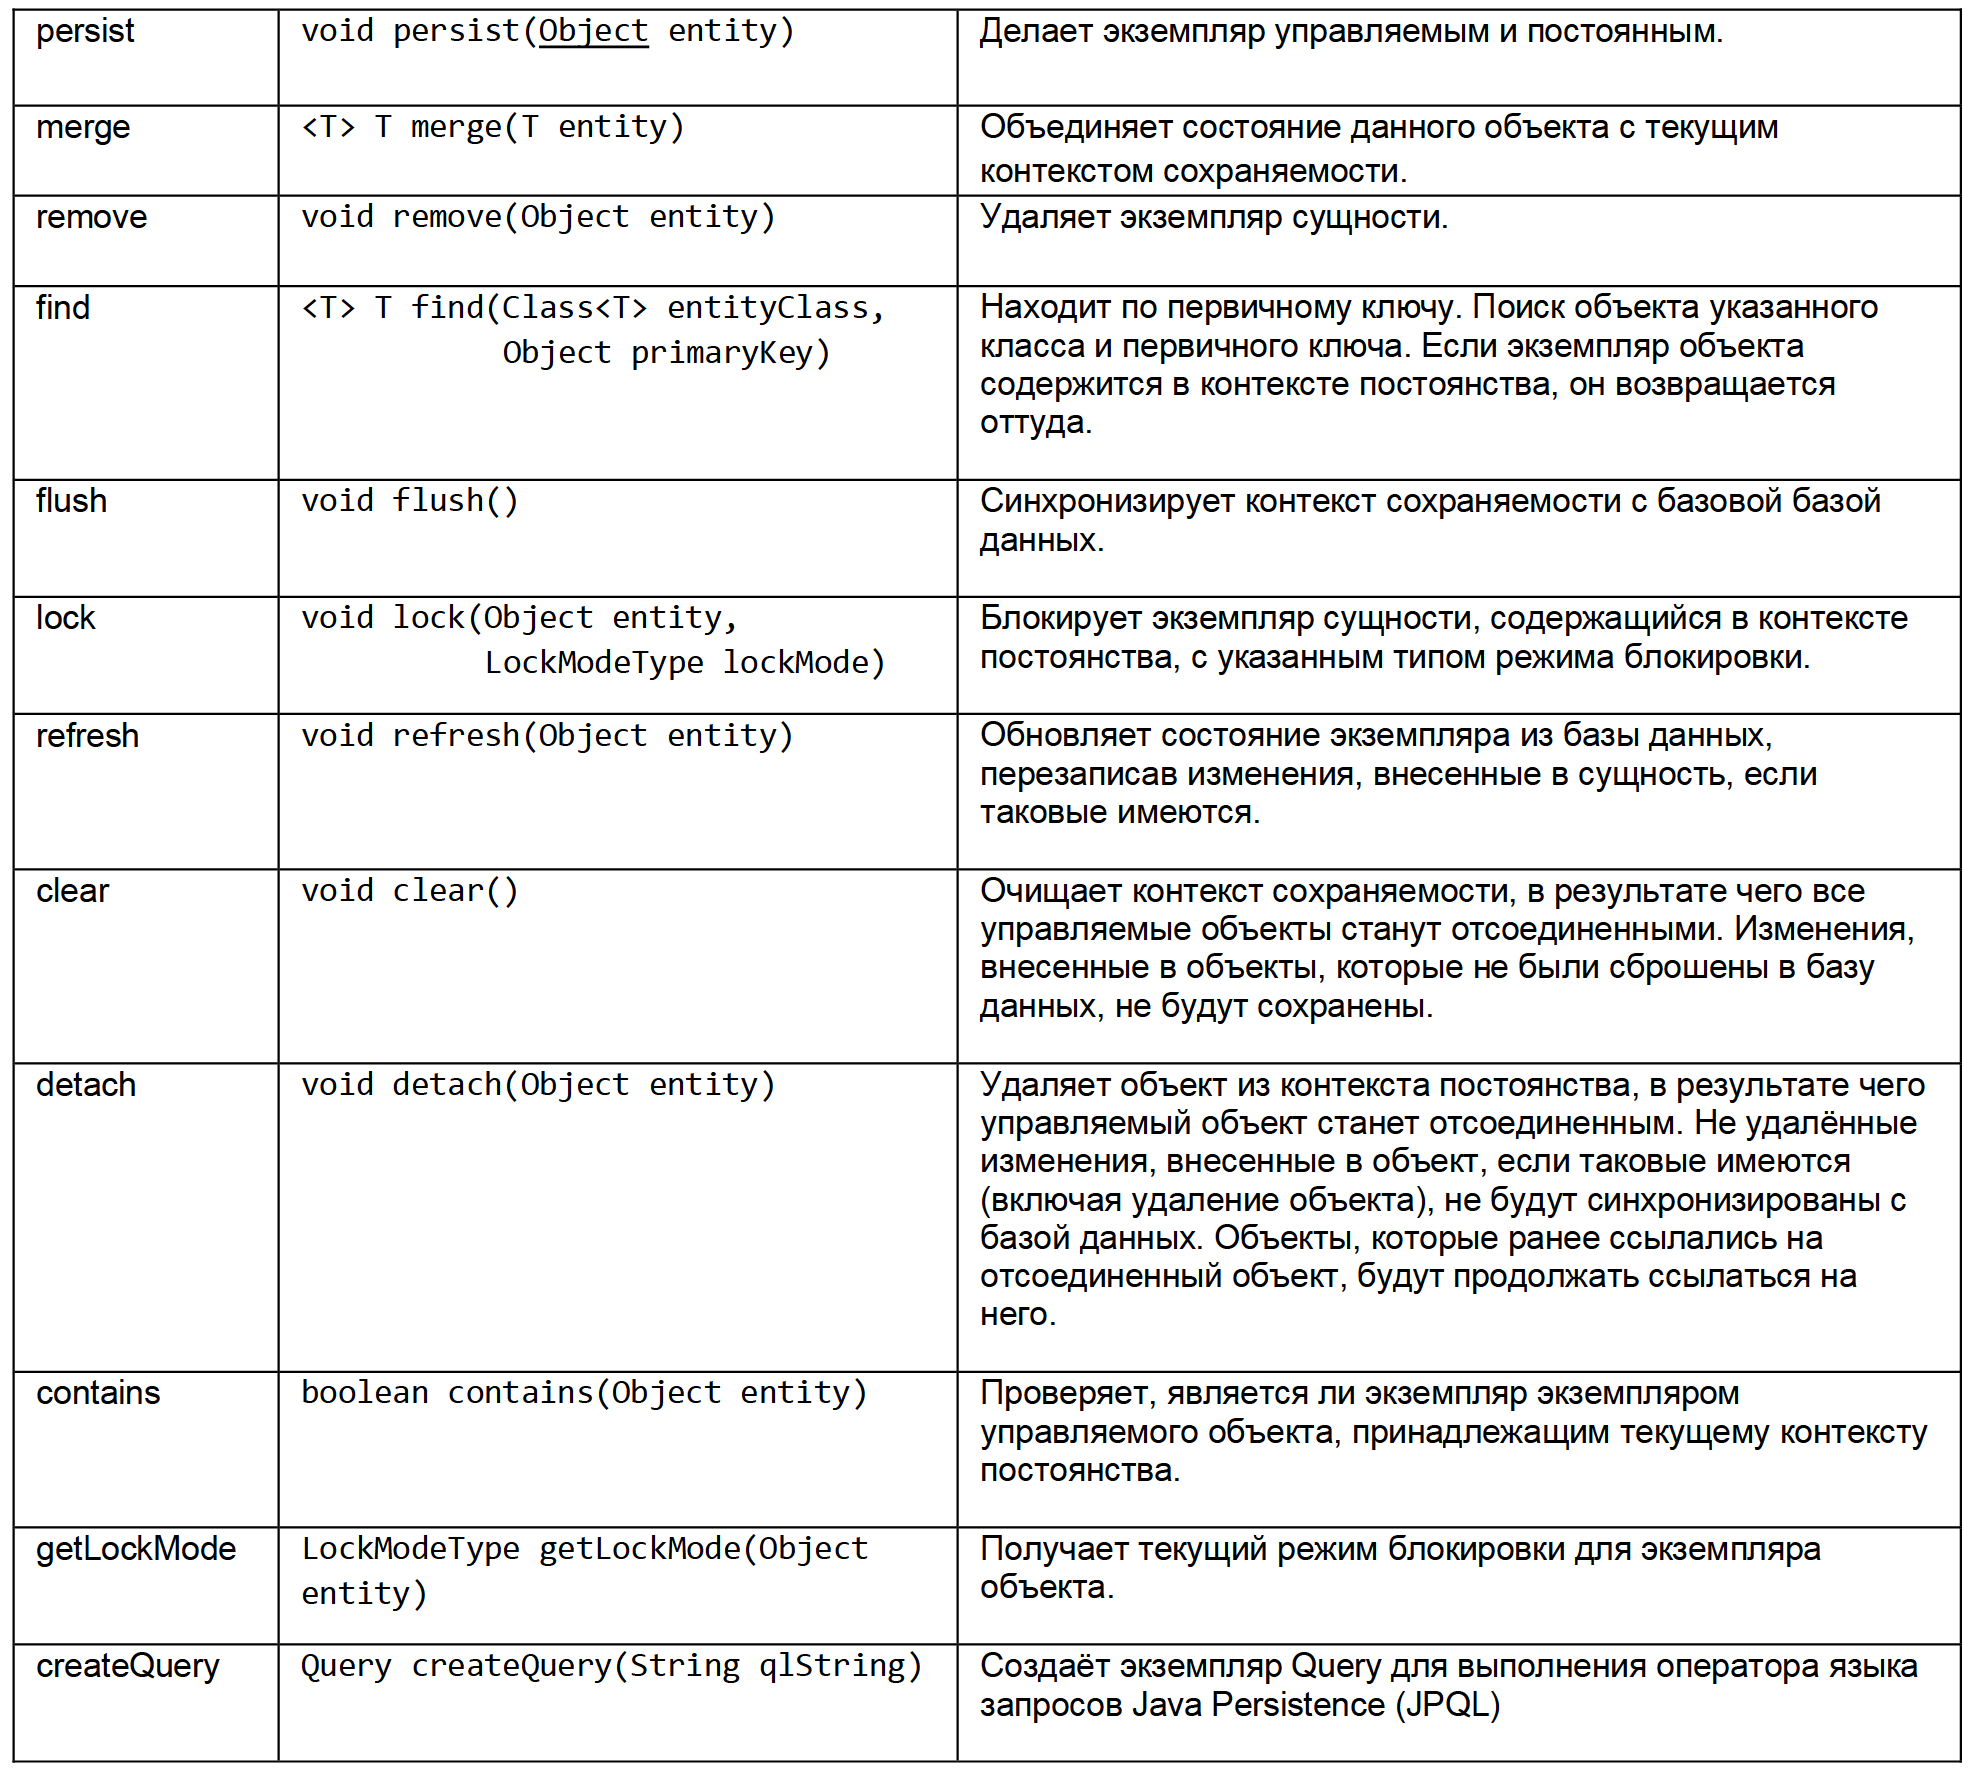 persist
void persist(Object entity)
Делает экземпляр управляемым и постоянным.
merge
<T> T merge(T entity)
Объединяет состояние данного объекта с текущим
контекстом сохраняемости.
remove
void remove(Object entity)
Удаляет экземпляр сущности.
find
<T> T find(Class<T> entityClass,
Object primaryKey)
Находит по первичному ключу. Поиск объекта указанного
класса и первичного ключа. Если экземпляр объекта
содержится в контексте постоянства, он возвращается
оттуда.
flush
void flush()
Синхронизирует контекст сохраняемости с базовой базой
данных.
lock
void lock(Object entity,
LockModeType lockMode)
Блокирует экземпляр сущности, содержащийся в контексте
постоянства, с указанным типом режима блокировки.
refresh
void refresh(Object entity)
Обновляет состояние экземпляра из базы данных,
перезаписав изменения, внесенные в сущность, если
таковые имеются.
clear
void clear()
Очищает контекст сохраняемости, в результате чего все
управляемые объекты станут отсоединенными. Изменения,
внесенные в объекты, которые не были сброшены в базу
данных, не будут сохранены.
detach
void detach(Object entity)
Удаляет объект из контекста постоянства, в результате чего
управляемый объект станет отсоединенным. Не удалённые
изменения, внесенные в объект, если таковые имеются
(включая удаление объекта), не будут синхронизированы с
базой данных. Объекты, которые ранее ссылались на
отсоединенный объект, будут продолжать ссылаться на
него.
contains
boolean contains(Object entity)
Проверяет, является ли экземпляр экземпляром
управляемого объекта, принадлежащим текущему контексту
постоянства.
getLockMode
LockModeType getLockMode(Object
entity)
Получает текущий режим блокировки для экземпляра
объекта.
createQuery
Query createQuery(String qlString)
Создаёт экземпляр Query для выполнения оператора языка
запросов Java Persistence (JPQL)